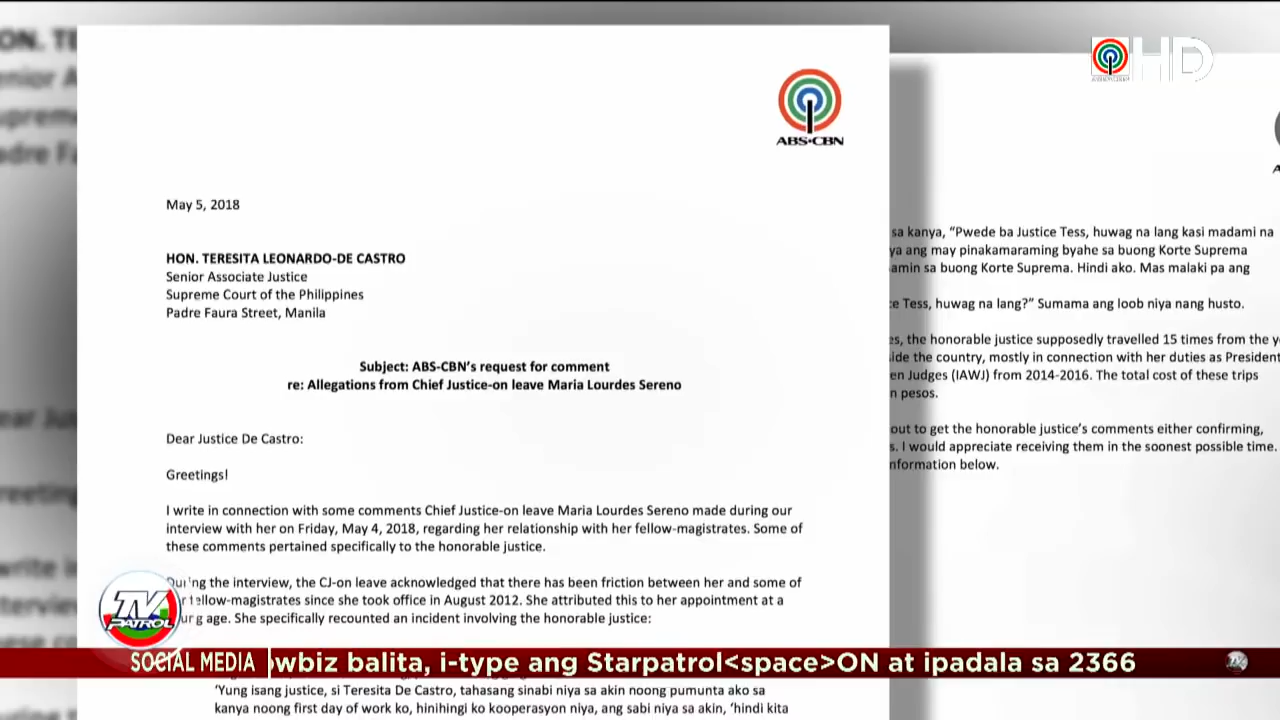 HD
ABS-CBN
May 5, 2018
HON. TERESITA LEONARDO-DE CASTRO
Senior Associate Justice
Supreme Court of the Philippines
Padre Faura Street, Manila
Subject: ABS-CBN's request for comment
re: Allegations from Chief Justice-on leave Maria Lourdes Sereno
Dear Justice De Castro:
Greetings!
I write in connection with some comments Chief Justice-on leave Maria Lourdes Sereno made during our
interview with her on Friday, May 4, 2018, regarding her relationship with her fellow-magistrates. Some of
these comments pertained specifically to the honorable justice.
During the interview, the CJ-on leave acknowledged that there has been friction between her and some of
fellow-magistrates since she took office in August 2012. She attributed this to her appointment at a
age. She specifically recounted an incident involving the honorable justice:
'Yung isang justice, si Teresita De Castro, tahasang sinabi niya sa akin noong pumunta ako sa
kanya noong first day of work ko, hinihingi ko kooperasyon niya, ang sabi niya sa akin, 'hindi kita
sa kanya, "Pwede ba Justice Tess, huwag na lang kasi madami na
ya ang may pinakamaraming byahe sa buong Korte Suprema
amin sa buong Korte Suprema. Hindi ako. Mas malaki pa ang
Tess, huwag na lang?" Sumama ang loob niya nang husto.
es, the honorable justice supposedly travelled 15 times from the y
ide the country, mostly in connection with her duties as President
en Judges (IAWJ) from 2014-2016. The total cost of these trips
n pesos.
out to get the honorable justice's comments either confirming,
s. I would appreciate receiving them in the soonest possible time.
nformation below.
TV PATROL
SOCIAL MEDIA
wbiz balita, i-type ang Starpatrol<space>ON at ipadala sa 2366